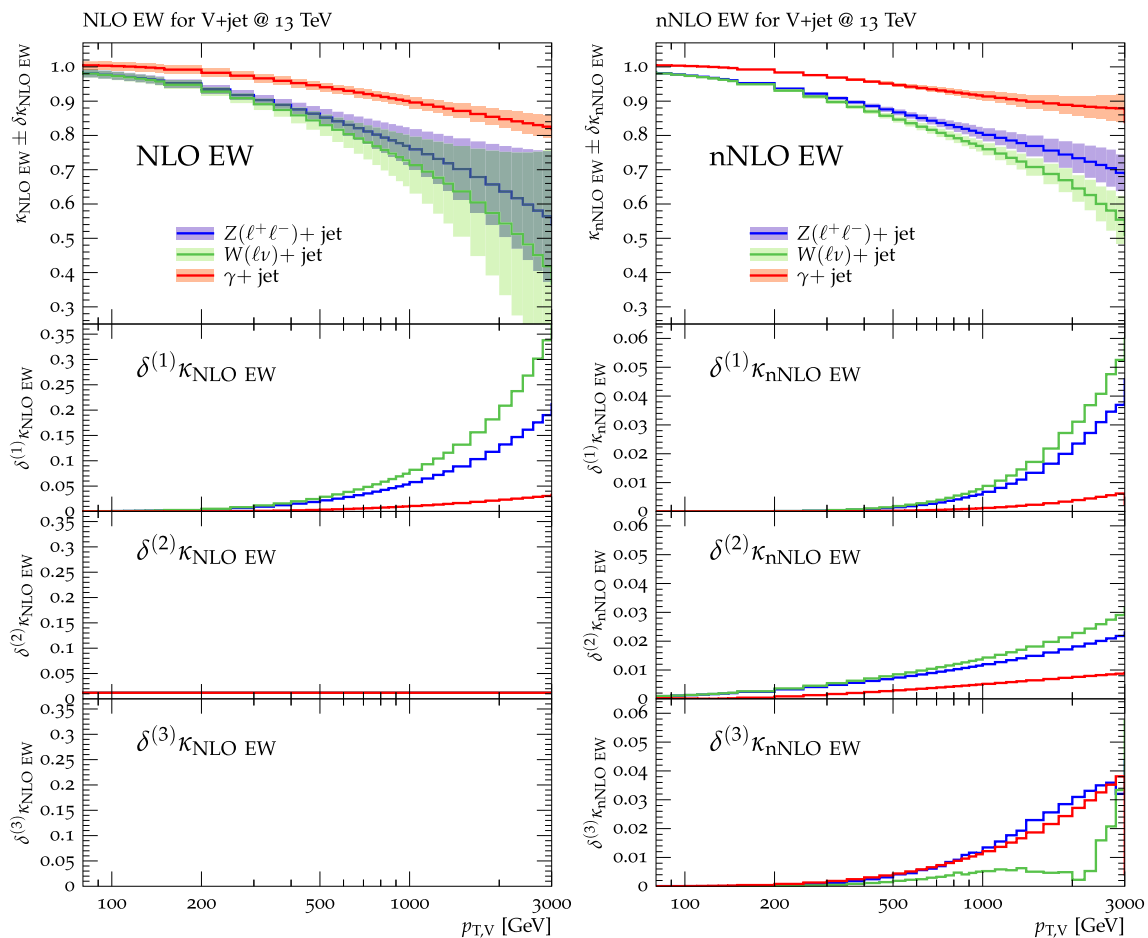 NLO EW for V+jet @ 13 TeV
κNLO EW ± δκNLO EW
1.0
0.9
0.8
0.7
0.6
0.5
0.4
0.3
NLO EW
Z(ℓ⁺ℓ⁻)+ jet
W(ℓν)+ jet
γ+ jet
δ⁽¹⁾κNLO EW
0.35
0.3
0.25
0.2
0.15
0.1
0.05
0
δ⁽¹⁾κNLO EW
δ⁽²⁾κNLO EW
0.35
0.3
0.25
0.2
0.15
0.1
0.05
0
δ⁽²⁾κNLO EW
δ⁽³⁾κNLO EW
0.35
0.3
0.25
0.2
0.15
0.1
0.05
0
δ⁽³⁾κNLO EW
100 200 500 1000 3000
pT,V [GeV]
nNLO EW for V+jet @ 13 TeV
κnNLO EW ± δκnNLO EW
1.0
0.9
0.8
0.7
0.6
0.5
0.4
0.3
nNLO EW
Z(ℓ⁺ℓ⁻)+ jet
W(ℓν)+ jet
γ+ jet
δ⁽¹⁾κnNLO EW
0.06
0.05
0.04
0.03
0.02
0.01
0
δ⁽¹⁾κnNLO EW
δ⁽²⁾κnNLO EW
0.06
0.05
0.04
0.03
0.02
0.01
0
δ⁽²⁾κnNLO EW
δ⁽³⁾κnNLO EW
0.06
0.05
0.04
0.03
0.02
0.01
0
δ⁽³⁾κnNLO EW
100 200 500 1000 3000
pT,V [GeV]